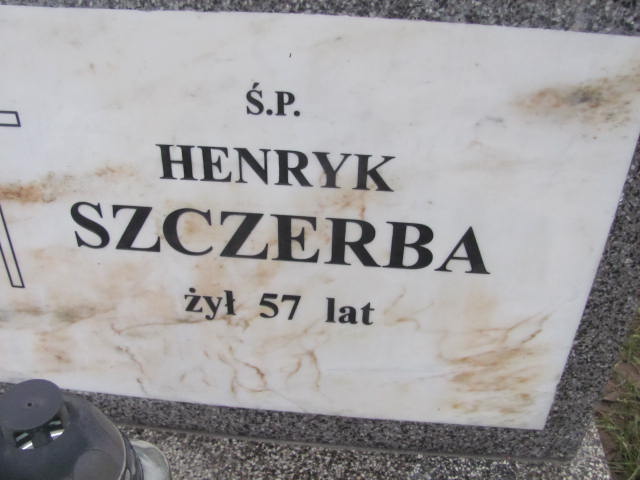 Ś.P.
HENRYK
SZCZERBA
żył 57 lat